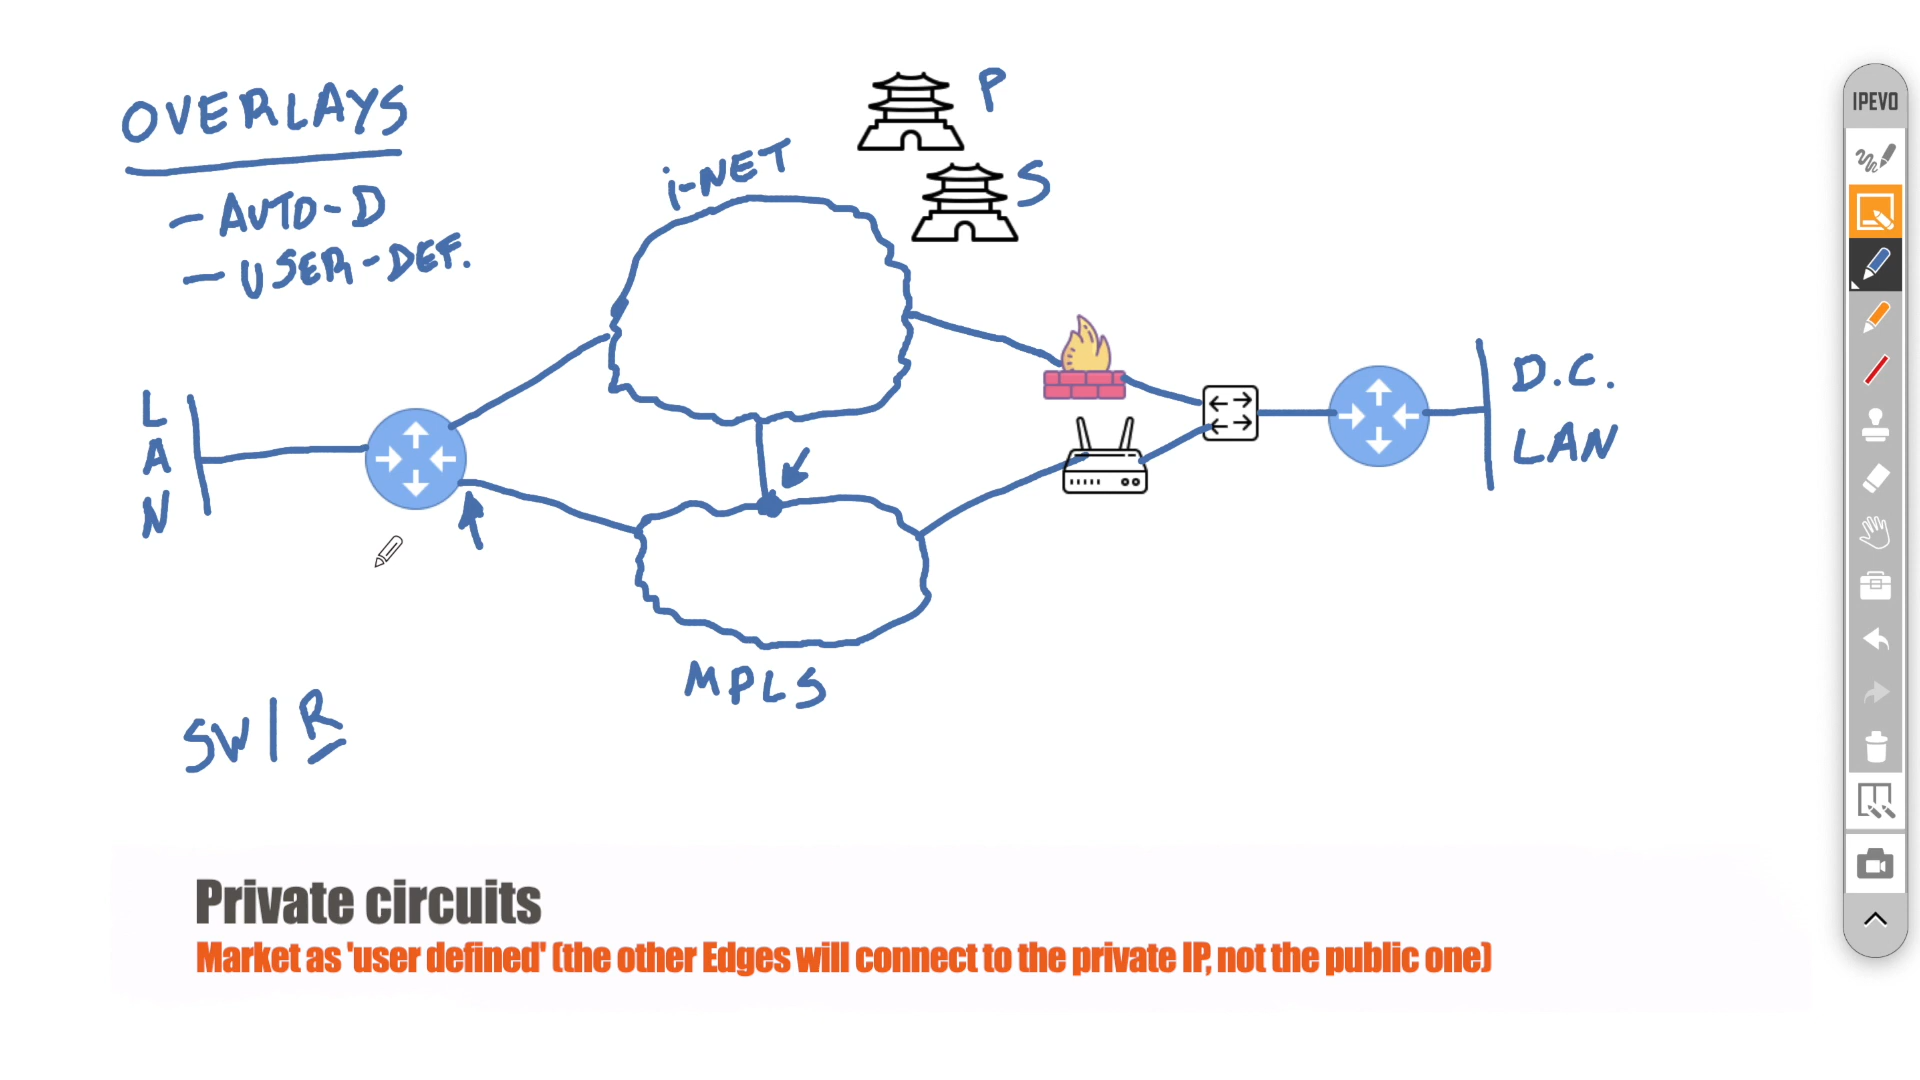 OVERLAYS
- AUTO-D
- USER-DEF.
i-NET
P
S
LAN
D.C.
LAN
MPLS
SW/R
Private circuits
Market as 'user defined' (the other Edges will connect to the private IP, not the public one)
IPEVO